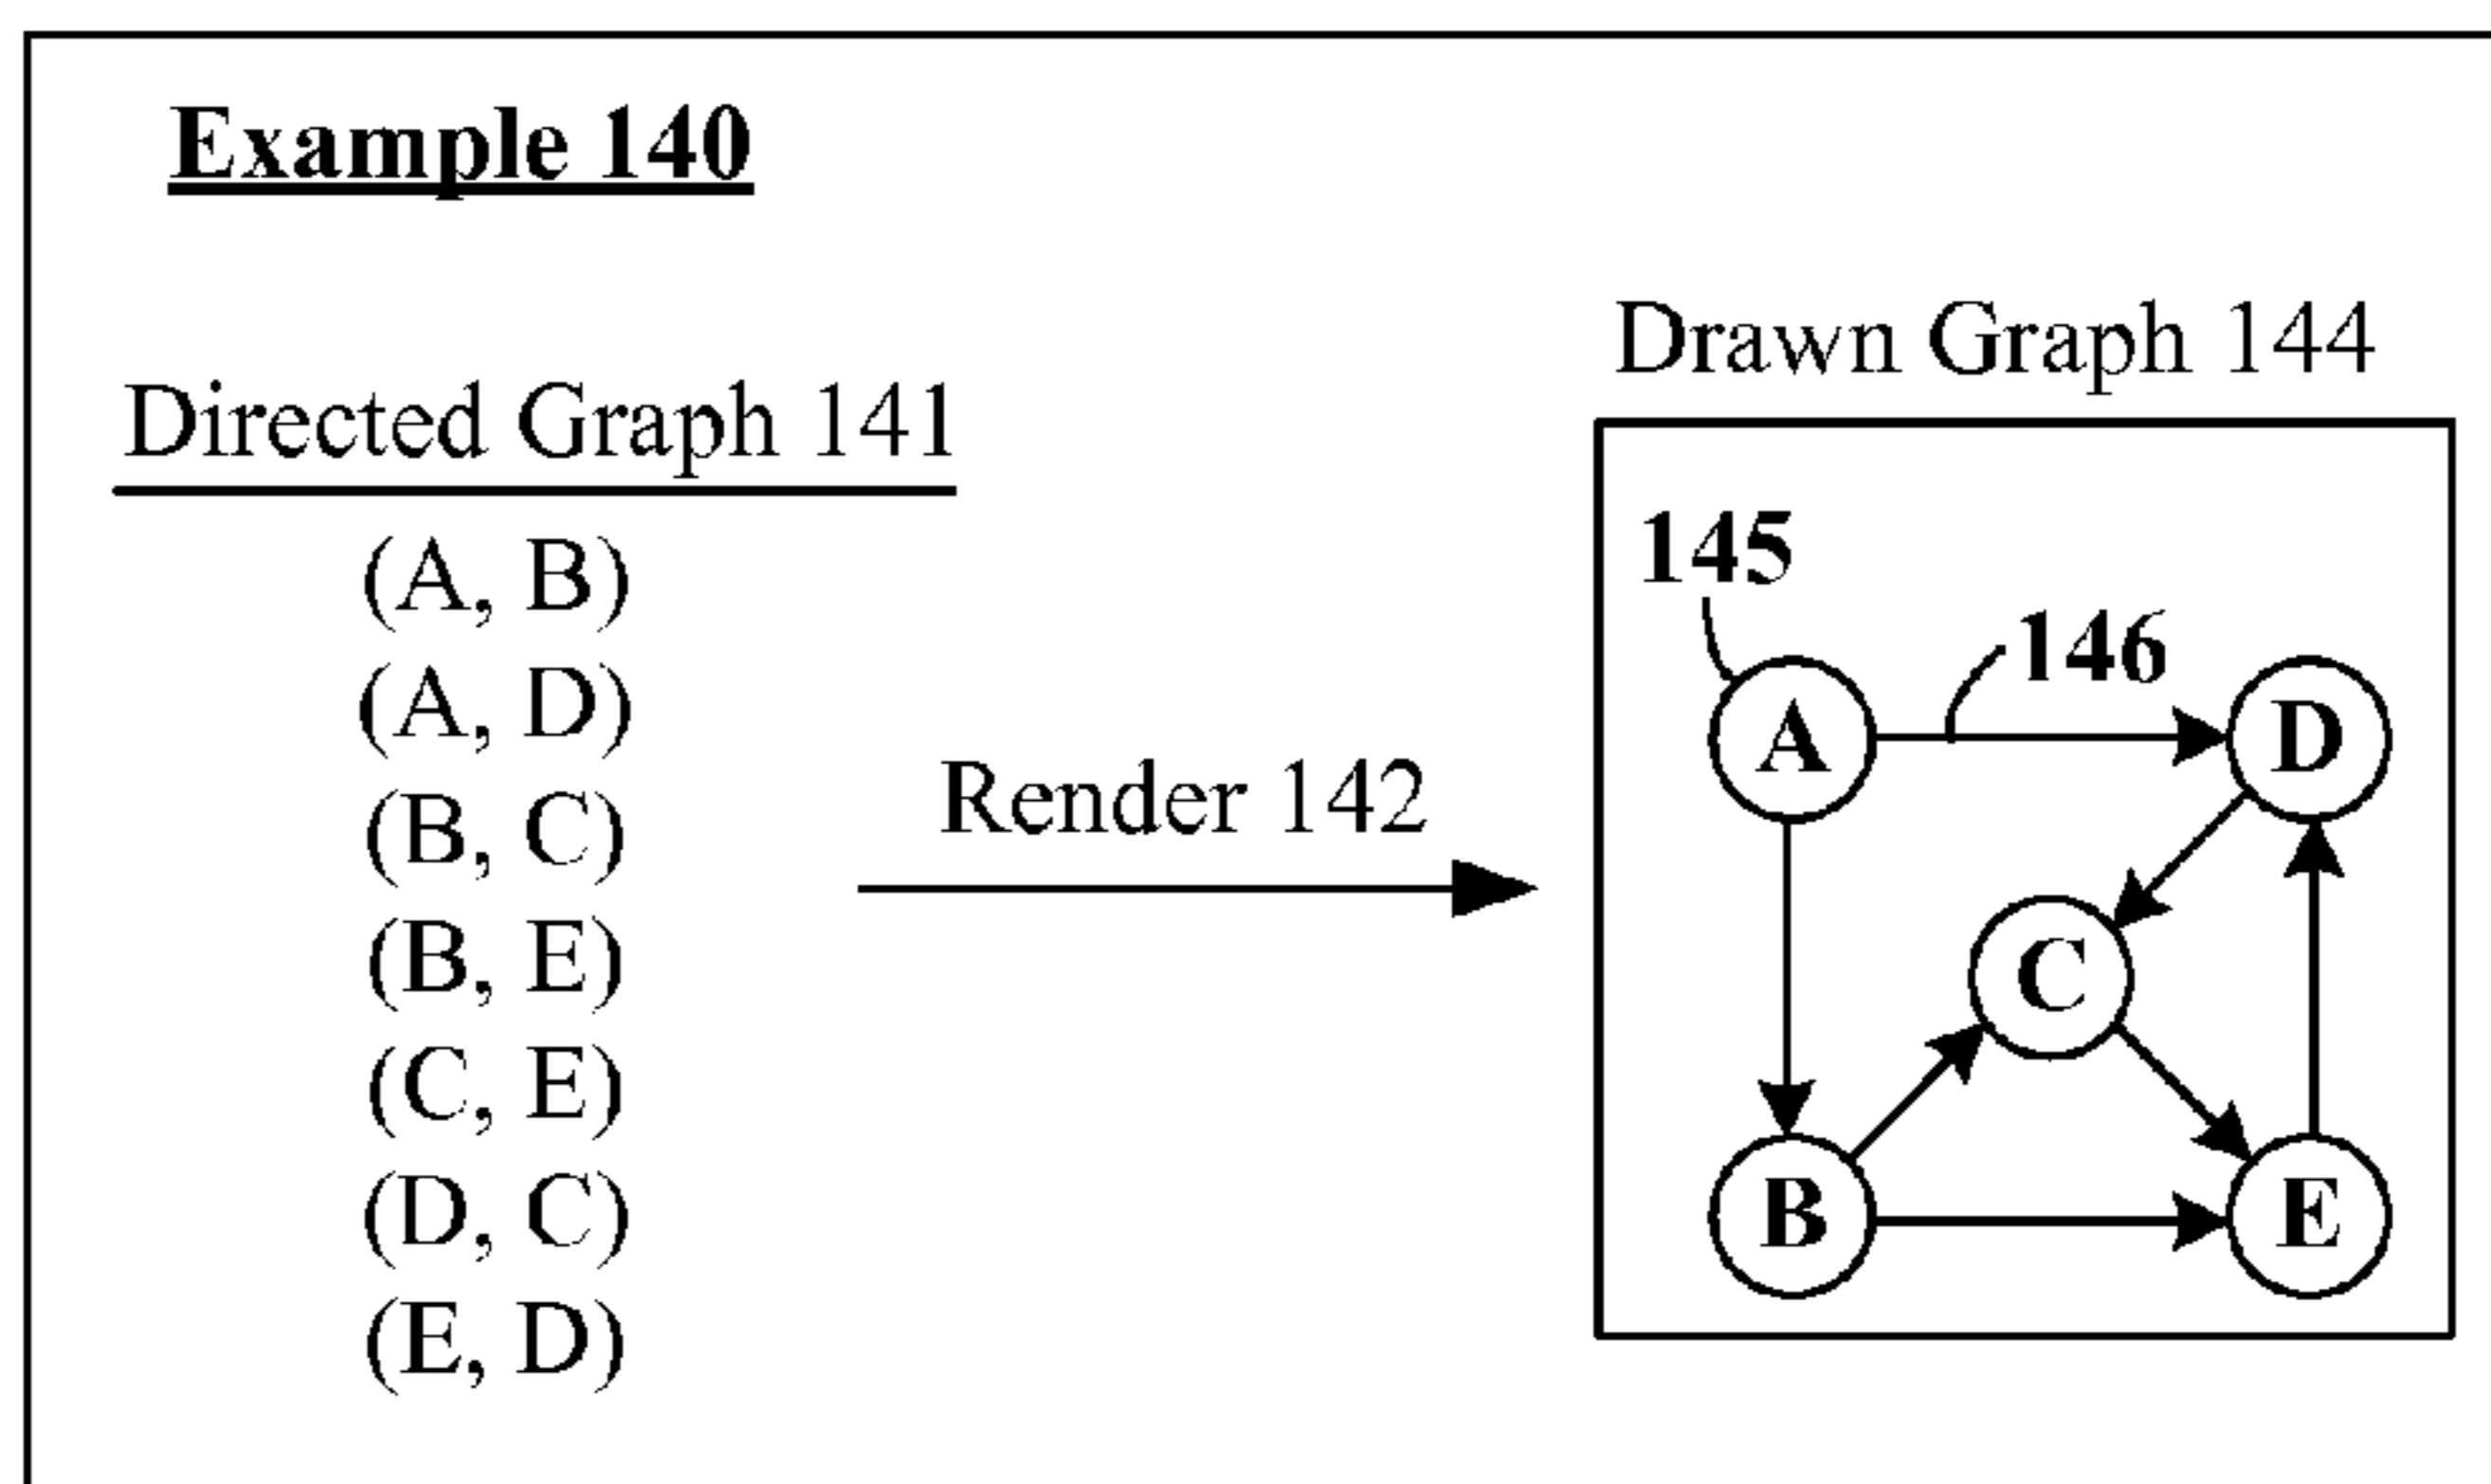 Example 140
Directed Graph 141
(A, B)
(A, D)
(B, C)
(B, E)
(C, E)
(D, C)
(E, D)
Render 142
Drawn Graph 144
145
146
A
D
C
B
E